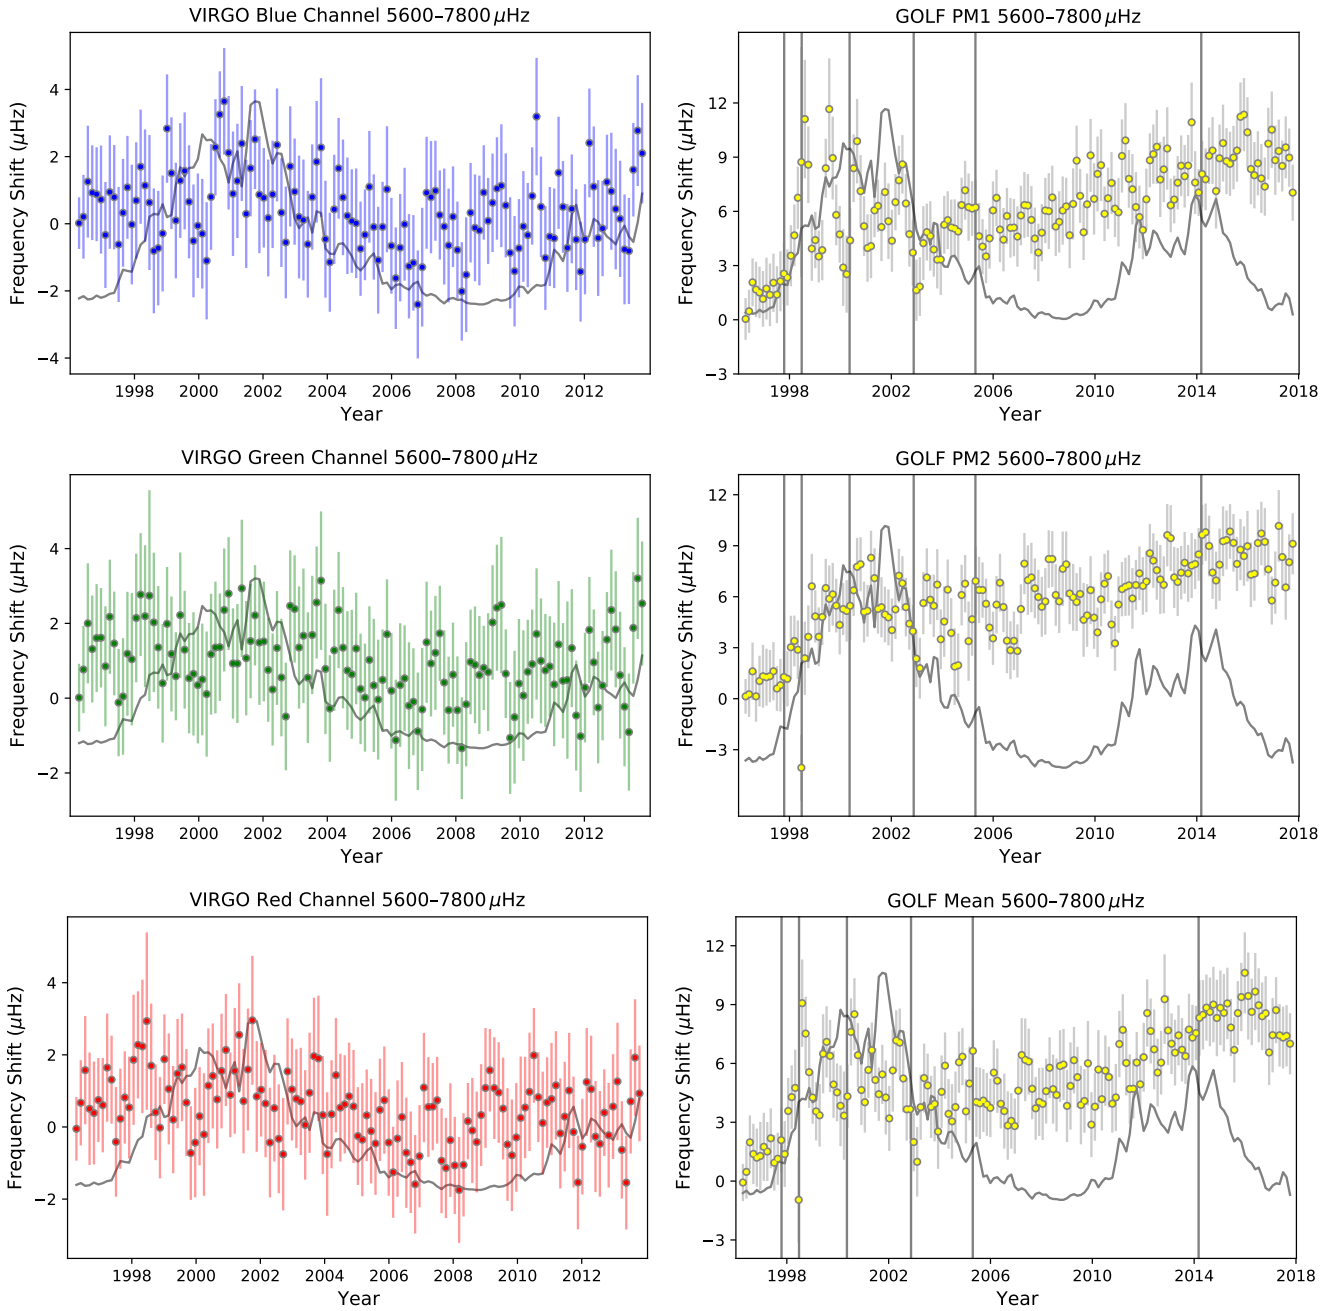 VIRGO Blue Channel 5600–7800 μHz
Frequency Shift (μHz)
4
2
0
−2
−4
1998 2000 2002 2004 2006 2008 2010 2012
Year
GOLF PM1 5600–7800 μHz
Frequency Shift (μHz)
12
9
6
3
0
−3
1998 2002 2006 2010 2014 2018
Year
VIRGO Green Channel 5600–7800 μHz
Frequency Shift (μHz)
4
2
0
−2
1998 2000 2002 2004 2006 2008 2010 2012
Year
GOLF PM2 5600–7800 μHz
Frequency Shift (μHz)
12
9
6
3
0
−3
1998 2002 2006 2010 2014 2018
Year
VIRGO Red Channel 5600–7800 μHz
Frequency Shift (μHz)
4
2
0
−2
1998 2000 2002 2004 2006 2008 2010 2012
Year
GOLF Mean 5600–7800 μHz
Frequency Shift (μHz)
12
9
6
3
0
−3
1998 2002 2006 2010 2014 2018
Year